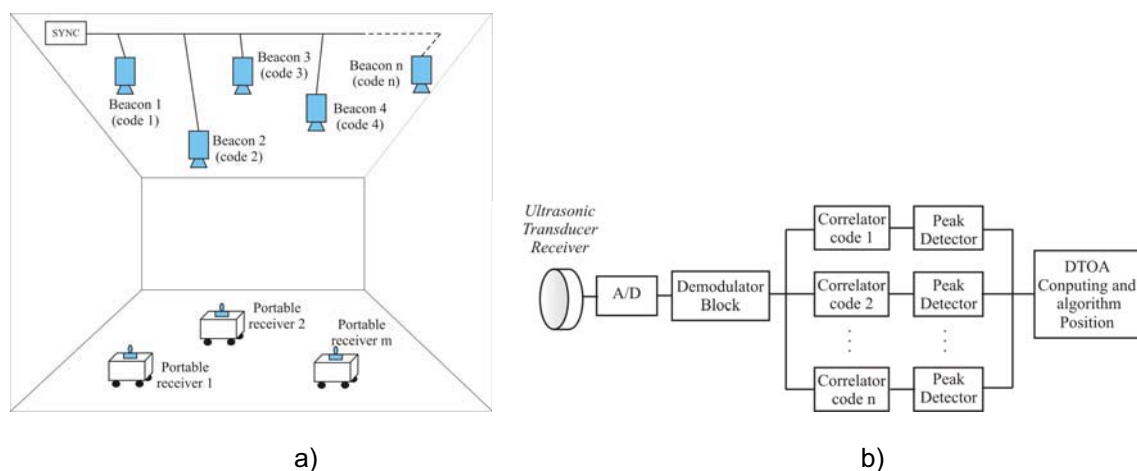 SYNC
Beacon 1
(code 1)
Beacon 2
(code 2)
Beacon 3
(code 3)
Beacon 4
(code 4)
Beacon n
(code n)
Portable
receiver 1
Portable
receiver 2
Portable
receiver m
a)
Ultrasonic
Transducer
Receiver
A/D
Demodulator
Block
Correlator
code 1
Peak
Detector
Correlator
code 2
Peak
Detector
Correlator
code n
Peak
Detector
DTOA
Conputing and
algorithm
Position
b)